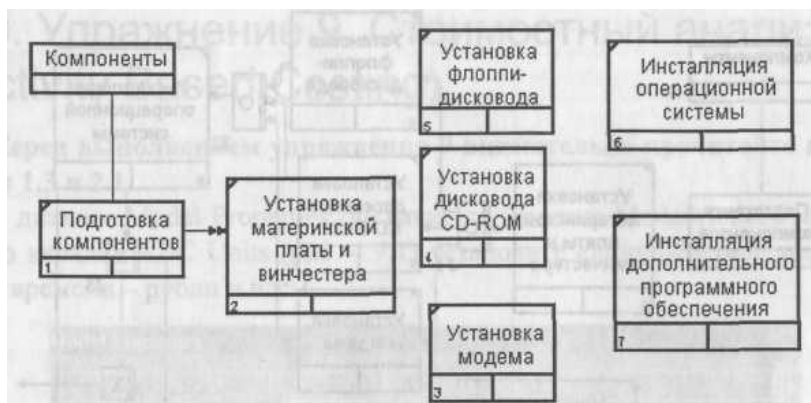 Компоненты
Подготовка
компонентов
1
Установка
материнской
платы и
винчестера
2
Установка
флоппи-
дисковода
5
Установка
дисковода
CD-ROM
4
Установка
модема
3
Инсталляция
операционной
системы
6
Инсталляция
дополнительного
программного
обеспечения
7